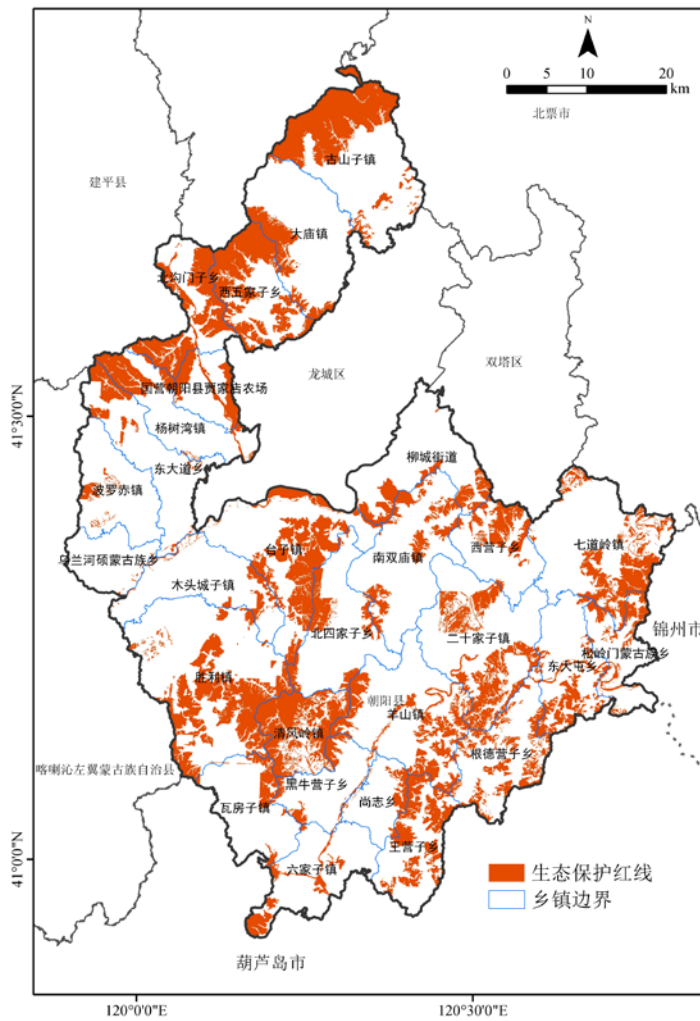 N
0 5 10 20
km
北票市
古山子镇
建平县
大庙镇
北沟门子乡
西五家子乡
龙城区
双塔区
国营朝阳县贾家店农场
41°30'0"N
杨树湾镇
柳城街道
东大道乡
波罗赤镇
七道岭镇
台子镇
西营子乡
南双庙镇
乌兰河硕蒙古族乡
木头城子镇
北四家子乡
二十家子镇
锦州市
松岭门蒙古族乡
东大屯乡
胜利镇
朝阳县
羊山镇
清风岭镇
根德营子乡
喀喇沁左翼蒙古族自治县
黑牛营子乡
瓦房子镇
尚志乡
王营子乡
41°0'0"N
六家子镇
生态保护红线
乡镇边界
葫芦岛市
120°0'0"E
120°30'0"E